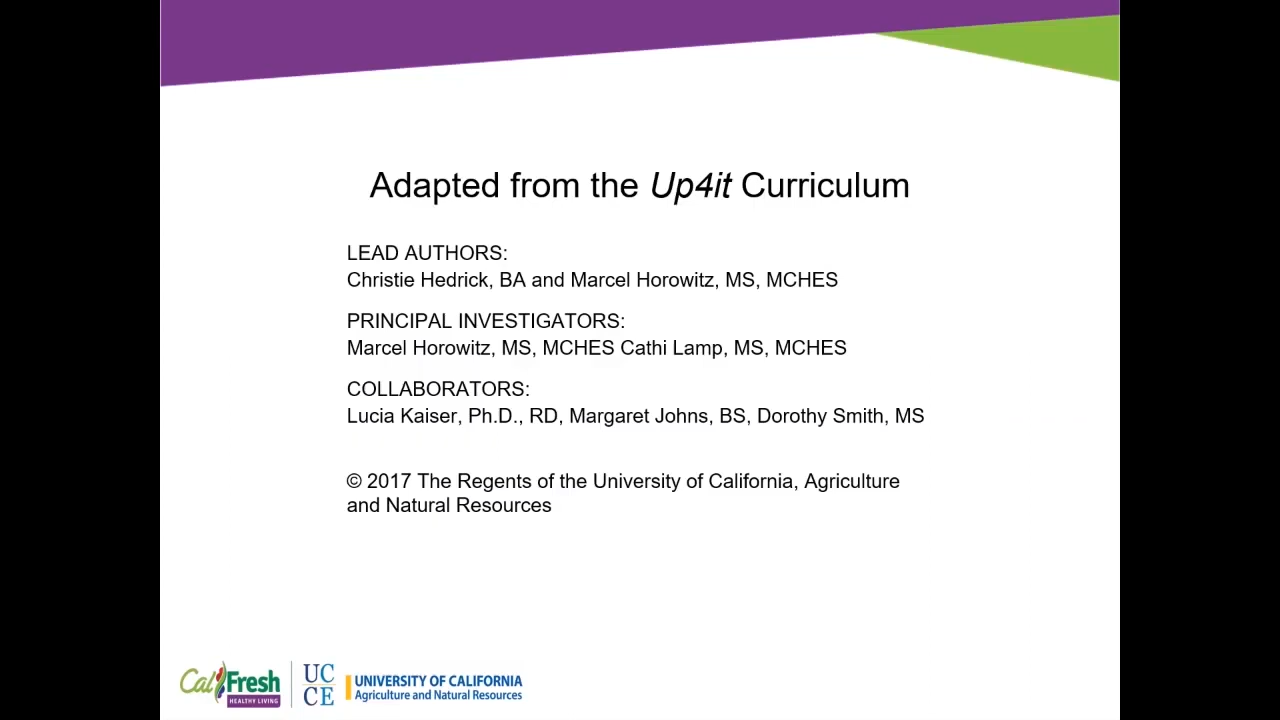 Adapted from the Up4it Curriculum
LEAD AUTHORS:
Christie Hedrick, BA and Marcel Horowitz, MS, MCHES
PRINCIPAL INVESTIGATORS:
Marcel Horowitz, MS, MCHES Cathi Lamp, MS, MCHES
COLLABORATORS:
Lucia Kaiser, Ph.D., RD, Margaret Johns, BS, Dorothy Smith, MS
© 2017 The Regents of the University of California, Agriculture
and Natural Resources
CalFresh
HEALTHY LIVING
UC
CE
UNIVERSITY OF CALIFORNIA
Agriculture and Natural Resources